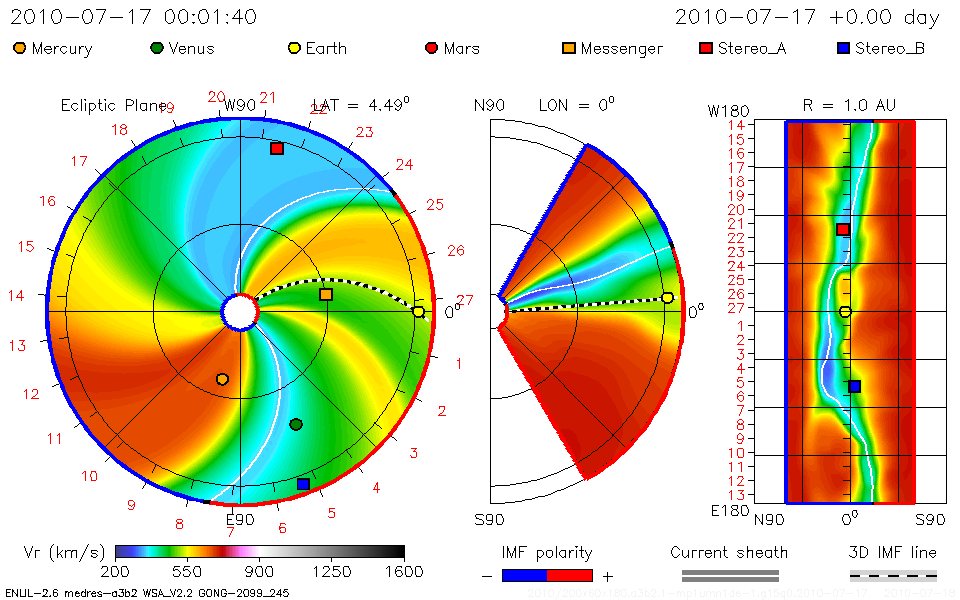 2010-07-17 00:01:40 2010-07-17 +0.00 day
Mercury Venus Earth Mars Messenger Stereo_A Stereo_B
Ecliptic Plane W90 LAT = 4.49° N90 LON = 0° W180 R = 1.0 AU
19 20 21 22
18 23
17 24
16 25
15 26
14 27
0°
13 1
12 2
11 3
10 4
9 5
8 7 6
E90
0°
S90
14
15
16
17
18
19
20
21
22
23
24
25
26
27
1
2
3
4
5
6
7
8
9
10
11
12
13
E180 N90 0° S90
Vr (km/s)
200 550 900 1250 1600
IMF polarity
- +
Current sheath
3D IMF line
ENLIL-2.6 medres-a3b2 WSA_V2.2 GONG-2099_245